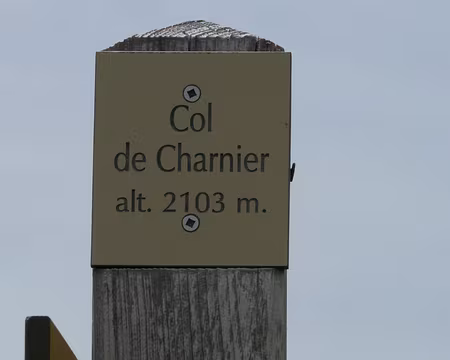 Col
de Charnier
alt. 2103 m.